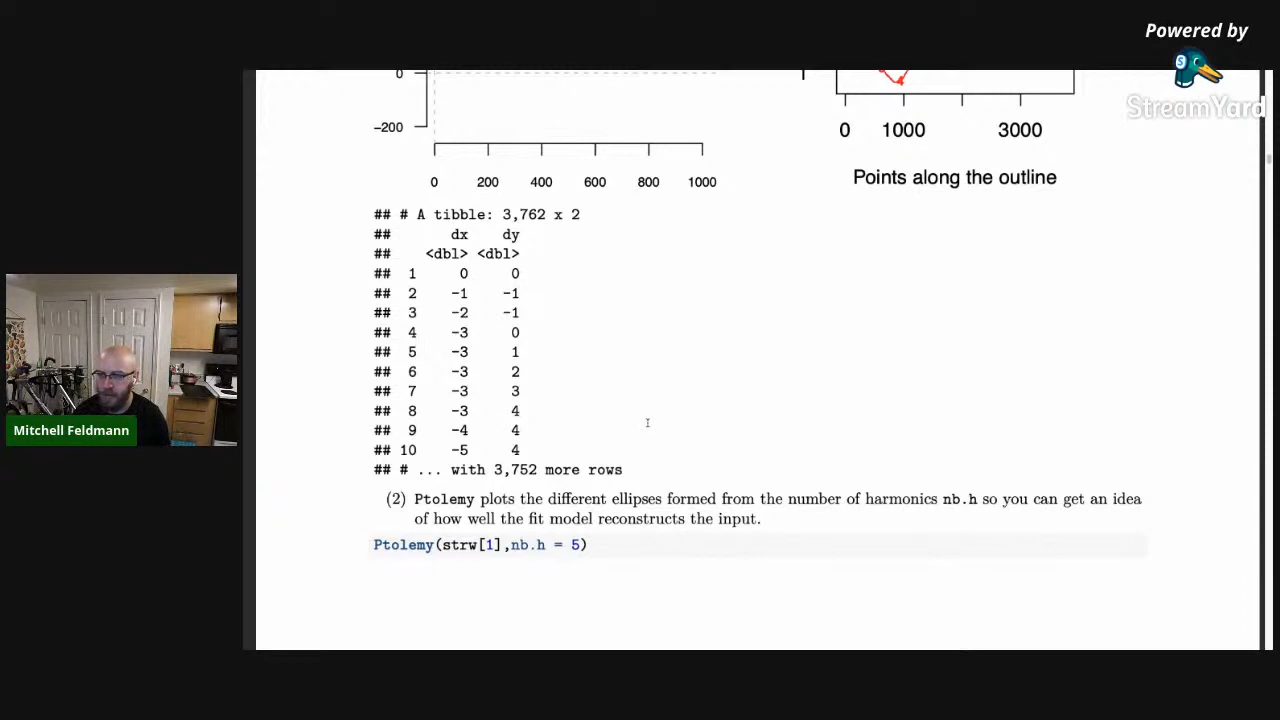 Powered by
StreamYard
0
-200
0 200 400 600 800 1000
0 1000 3000
Points along the outline
## # A tibble: 3,762 x 2
## dx dy
## <dbl> <dbl>
## 1 0 0
## 2 -1 -1
## 3 -2 -1
## 4 -3 0
## 5 -3 1
## 6 -3 2
## 7 -3 3
## 8 -3 4
## 9 -4 4
## 10 -5 4
## # ... with 3,752 more rows
(2) Ptolemy plots the different ellipses formed from the number of harmonics nb.h so you can get an idea
of how well the fit model reconstructs the input.
Ptolemy(strw[1],nb.h = 5)
Mitchell Feldmann